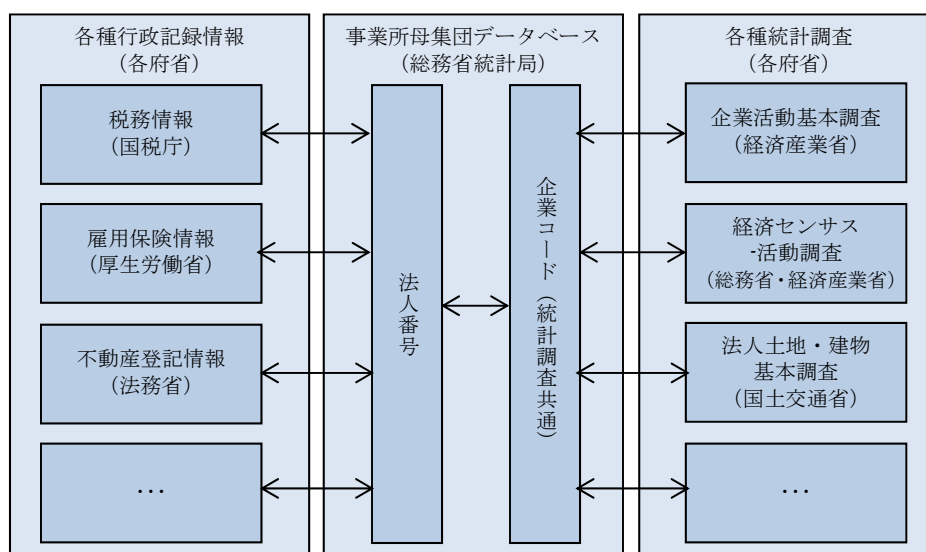 各種行政記録情報
（各府省）
税務情報
（国税庁）
雇用保険情報
（厚生労働省）
不動産登記情報
（法務省）
…
事業所母集団データベース
（総務省統計局）
法人番号
企業コード（統計調査共通）
各種統計調査
（各府省）
企業活動基本調査
（経済産業省）
経済センサス
‐活動調査
（総務省・経済産業省）
法人土地・建物
基本調査
（国土交通省）
…